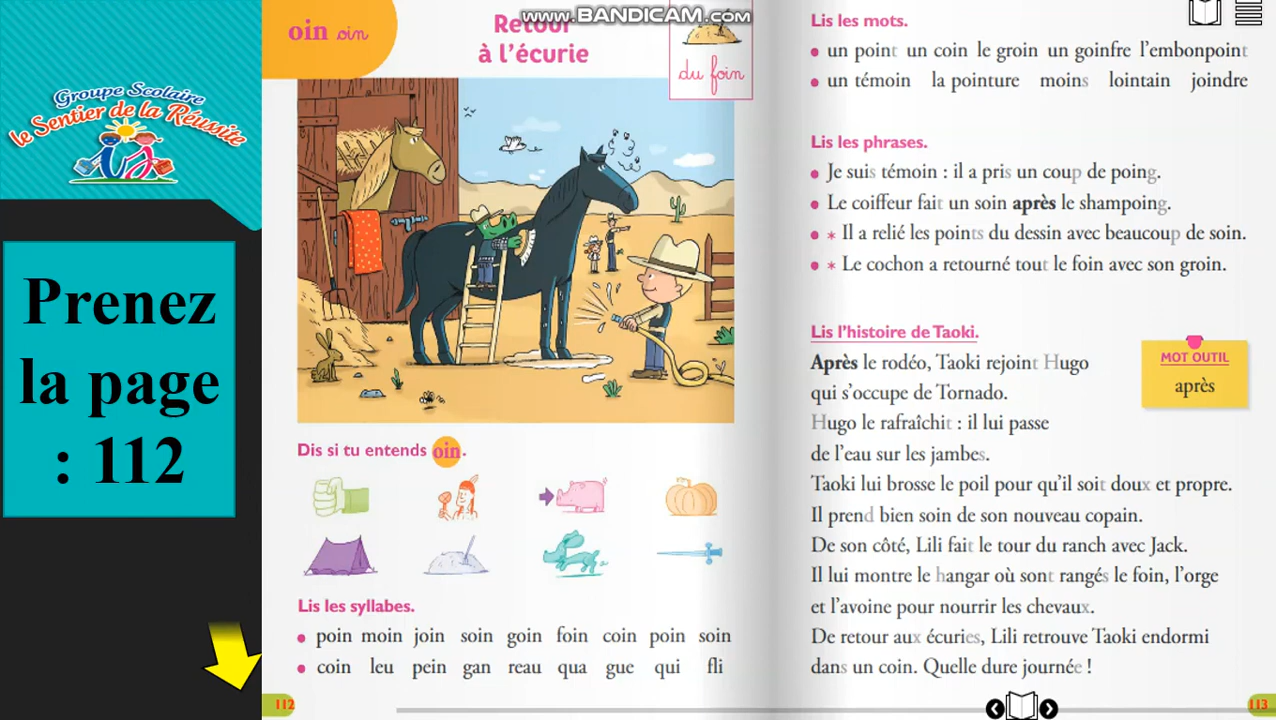 www.BANDICAM.com
Groupe Scolaire
le Sentier de la Réussite
Prenez
la page
: 112
oin oin
Retour
à l'écurie
du foin
Dis si tu entends oin.
Lis les syllabes.
• poin moin join soin goin foin coin poin soin
• coin leu pein gan reau qua gue qui fli
112
Lis les mots.
• un point un coin le groin un goinfre l'embonpoint
• un témoin la pointure moins lointain joindre
Lis les phrases.
• Je suis témoin : il a pris un coup de poing.
• Le coiffeur fait un soin après le shampoing.
• * Il a relié les points du dessin avec beaucoup de soin.
• * Le cochon a retourné tout le foin avec son groin.
Lis l'histoire de Taoki.
Après le rodéo, Taoki rejoint Hugo
qui s'occupe de Tornado.
Hugo le rafraîchit : il lui passe
de l'eau sur les jambes.
Taoki lui brosse le poil pour qu'il soit doux et propre.
Il prend bien soin de son nouveau copain.
De son côté, Lili fait le tour du ranch avec Jack.
Il lui montre le hangar où sont rangés le foin, l'orge
et l'avoine pour nourrir les chevaux.
De retour aux écuries, Lili retrouve Taoki endormi
dans un coin. Quelle dure journée !
MOT OUTIL
après
113